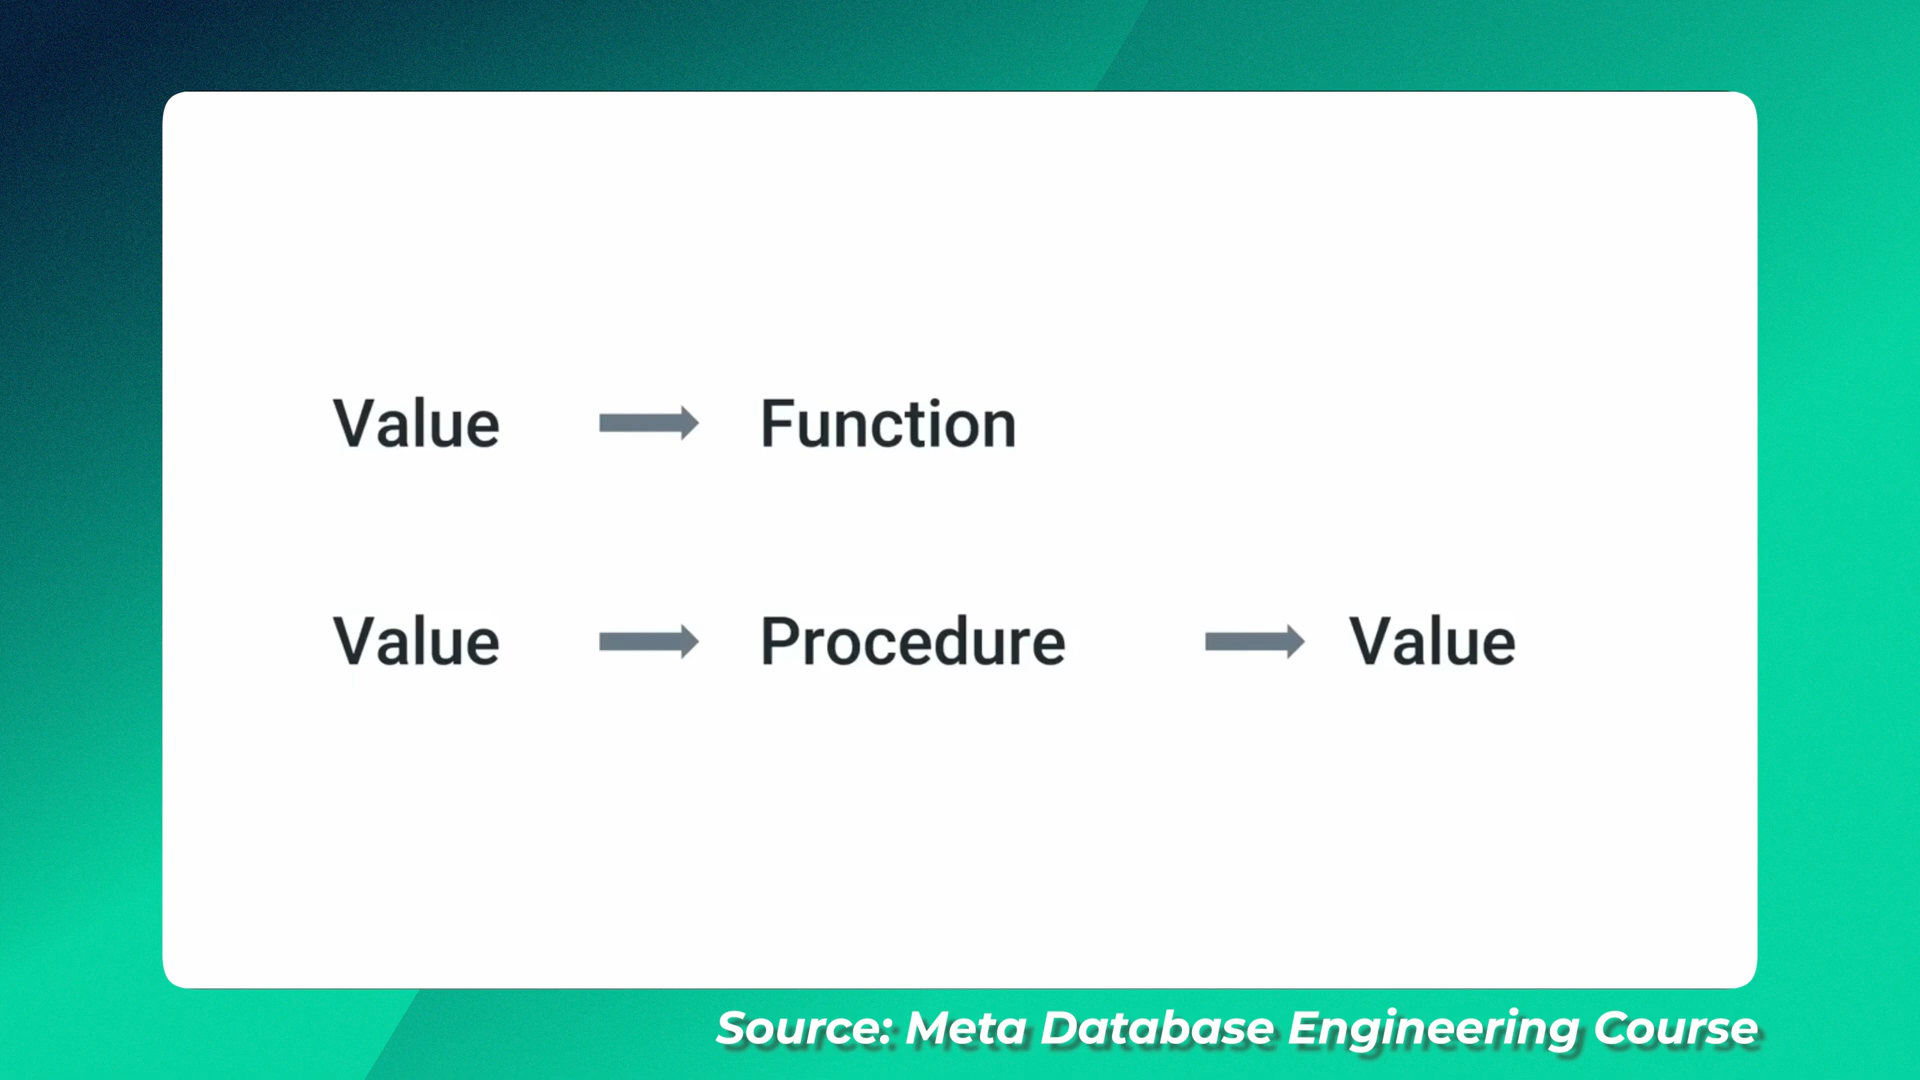 Value → Function
Value → Procedure → Value
Source: Meta Database Engineering Course